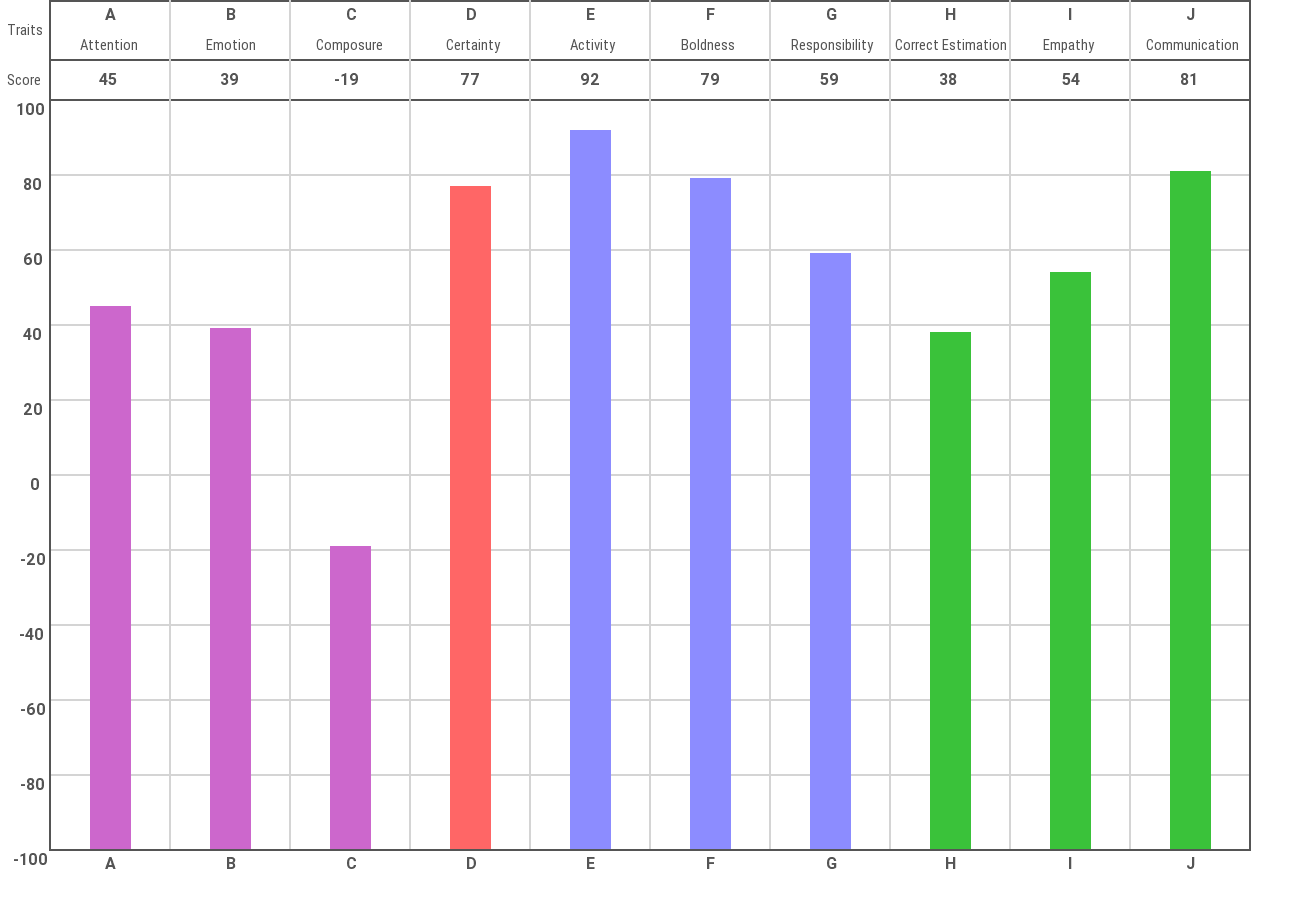 Traits A B C D E F G H I J
Attention Emotion Composure Certainty Activity Boldness Responsibility Correct Estimation Empathy Communication
Score 45 39 -19 77 92 79 59 38 54 81
100
80
60
40
20
0
-20
-40
-60
-80
-100
A B C D E F G H I J